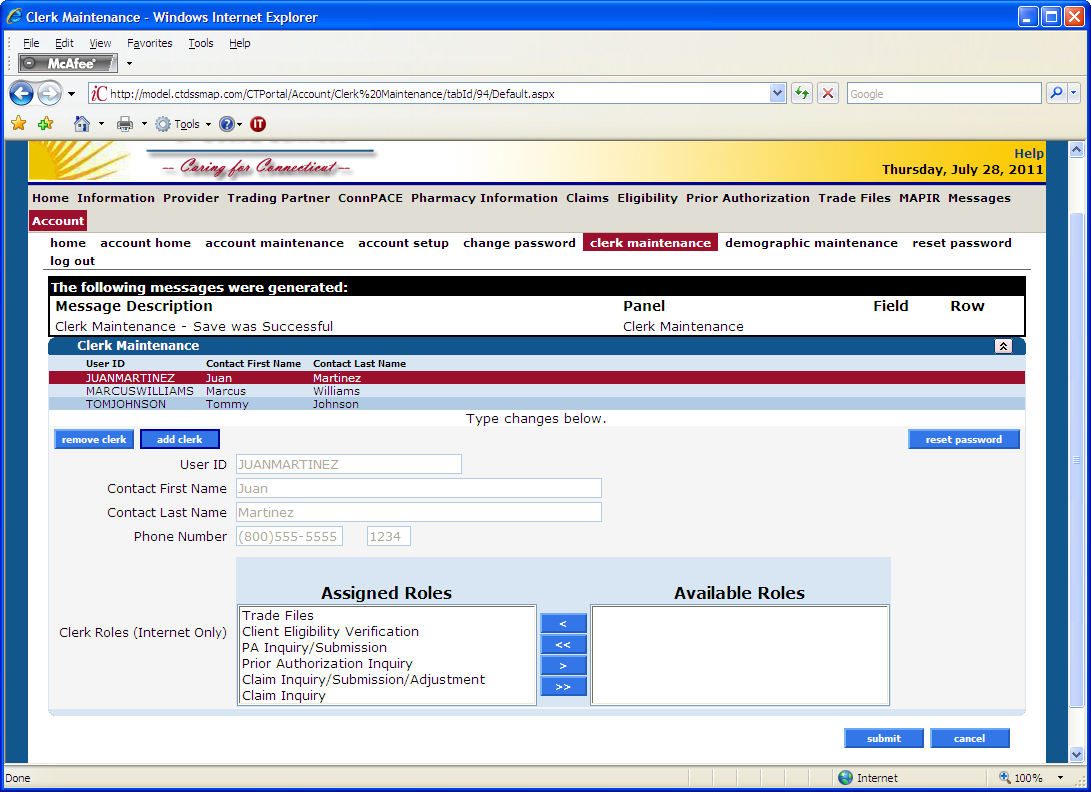 Clerk Maintenance - Windows Internet Explorer
File Edit View Favorites Tools Help
McAfee
http://model.ctdssmap.com/CTPortal/Account/Clerk%20Maintenance/tabId/94/Default.aspx
Google
Tools
-- Caring for Connecticut --
Help
Thursday, July 28, 2011
Home Information Provider Trading Partner ConnPACE Pharmacy Information Claims Eligibility Prior Authorization Trade Files MAPIR Messages
Account
home account home account maintenance account setup change password clerk maintenance demographic maintenance reset password
log out
The following messages were generated:
Message Description Panel Field Row
Clerk Maintenance - Save was Successful Clerk Maintenance
Clerk Maintenance
User ID Contact First Name Contact Last Name
JUANMARTINEZ Juan Martinez
MARCUSWILLIAMS Marcus Williams
TOMJOHNSON Tommy Johnson
Type changes below.
remove clerk add clerk reset password
User ID JUANMARTINEZ
Contact First Name Juan
Contact Last Name Martinez
Phone Number (800)555-5555 1234
Assigned Roles Available Roles
Clerk Roles (Internet Only)
Trade Files
Client Eligibility Verification
PA Inquiry/Submission
Prior Authorization Inquiry
Claim Inquiry/Submission/Adjustment
Claim Inquiry
<
<<
>
>>
submit cancel
Done Internet 100%